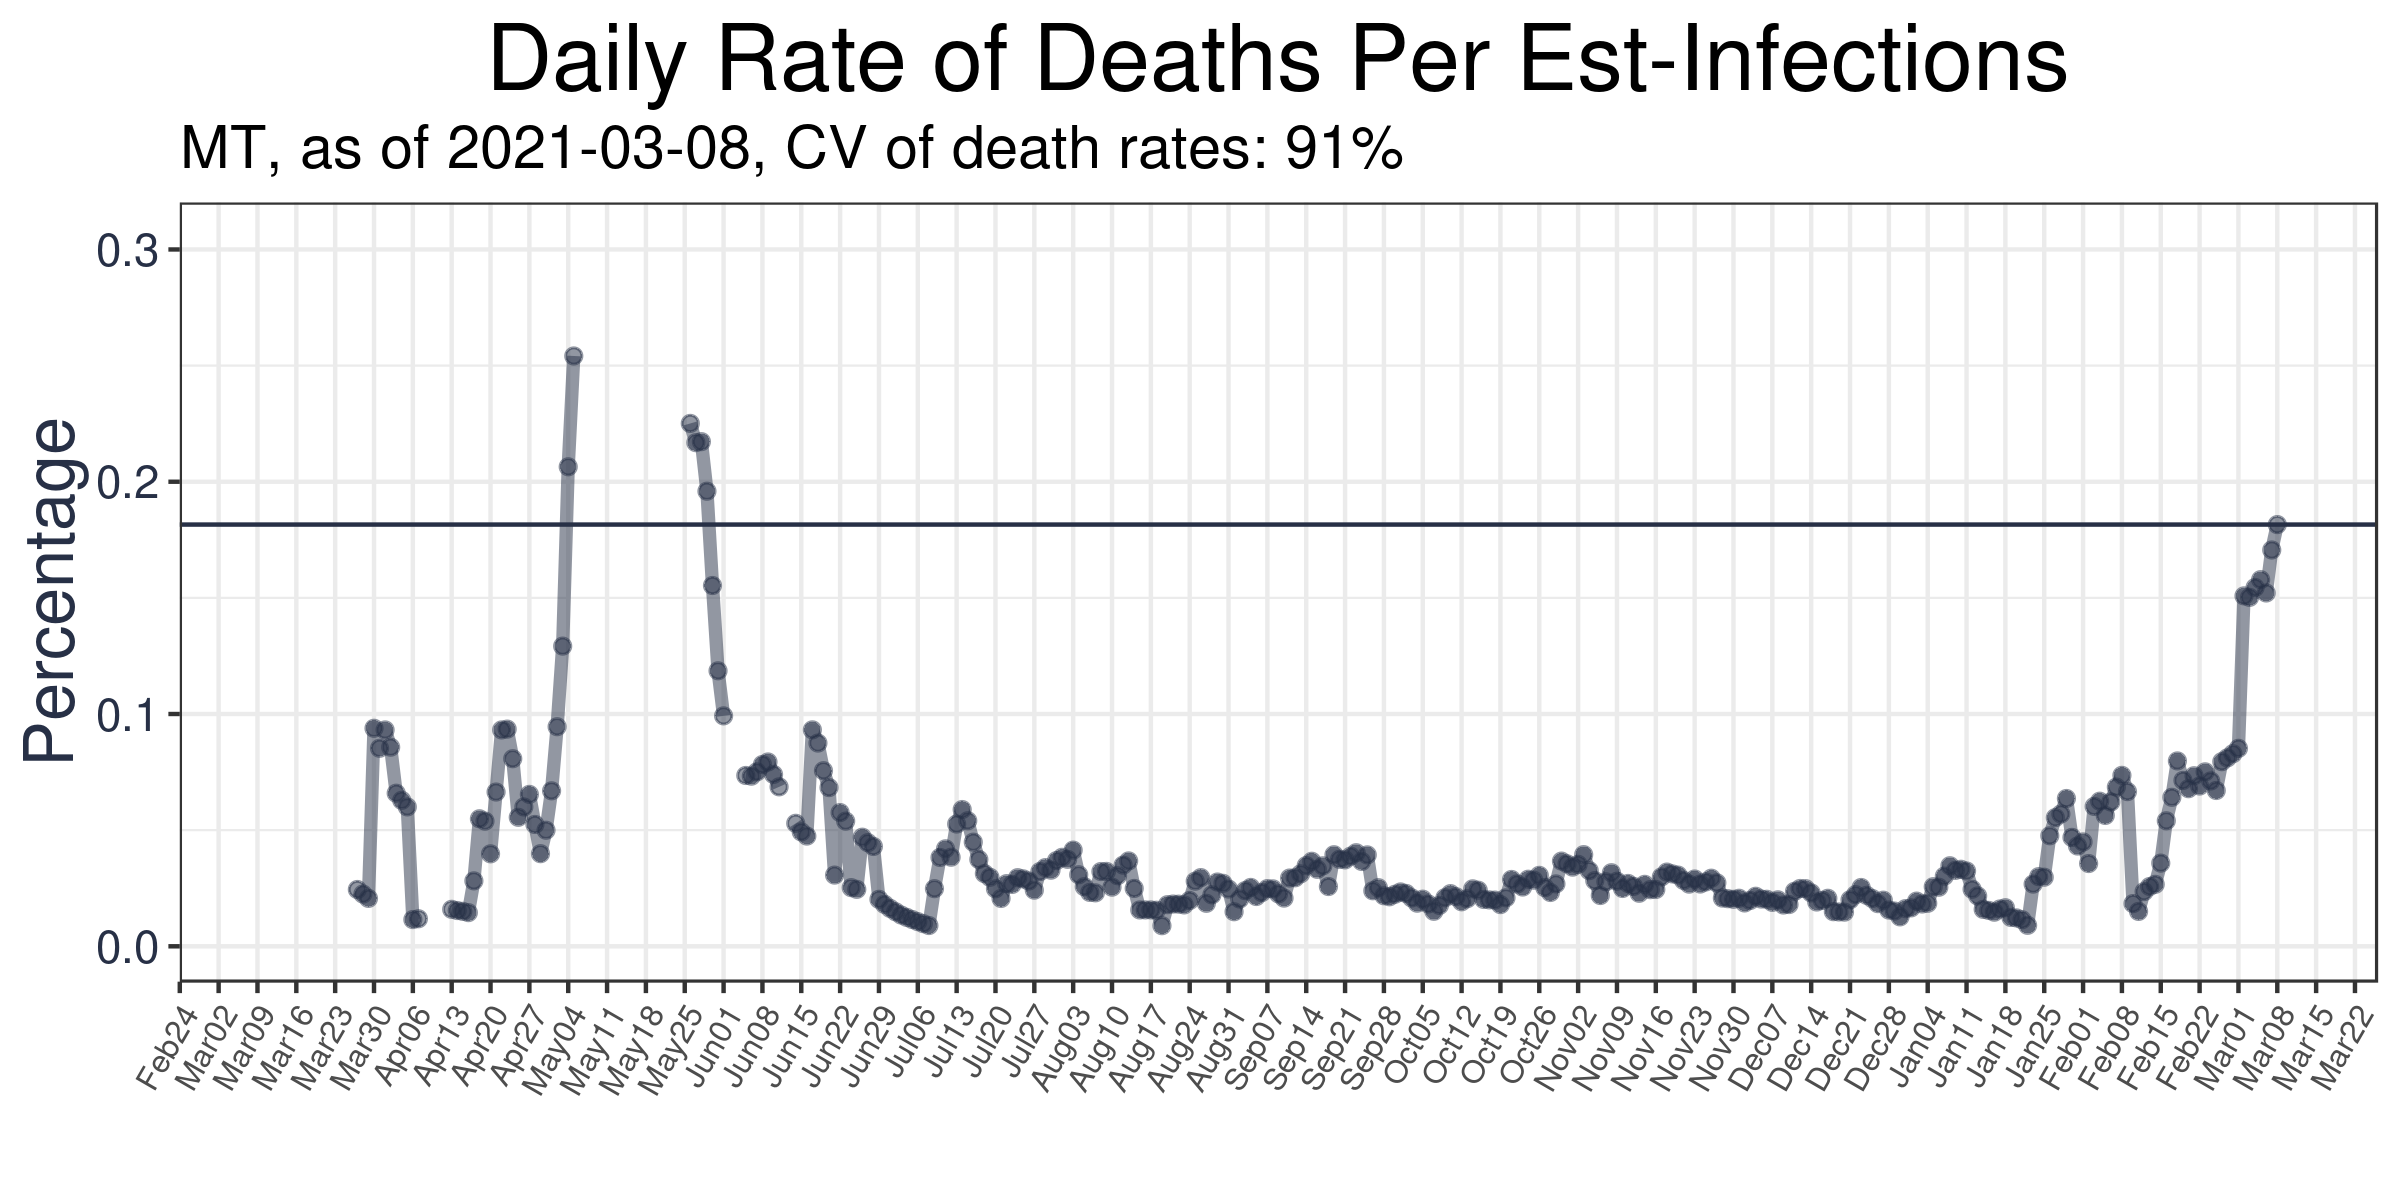 Daily Rate of Deaths Per Est-Infections
MT, as of 2021-03-08, CV of death rates: 91%
Percentage
0.3
0.2
0.1
0.0
Feb24
Mar02
Mar09
Mar16
Mar23
Mar30
Apr06
Apr13
Apr20
Apr27
May04
May11
May18
May25
Jun01
Jun08
Jun15
Jun22
Jun29
Jul06
Jul13
Jul20
Jul27
Aug03
Aug10
Aug17
Aug24
Aug31
Sep07
Sep14
Sep21
Sep28
Oct05
Oct12
Oct19
Oct26
Nov02
Nov09
Nov16
Nov23
Nov30
Dec07
Dec14
Dec21
Dec28
Jan04
Jan11
Jan18
Jan25
Feb01
Feb08
Feb15
Feb22
Mar01
Mar08
Mar15
Mar22